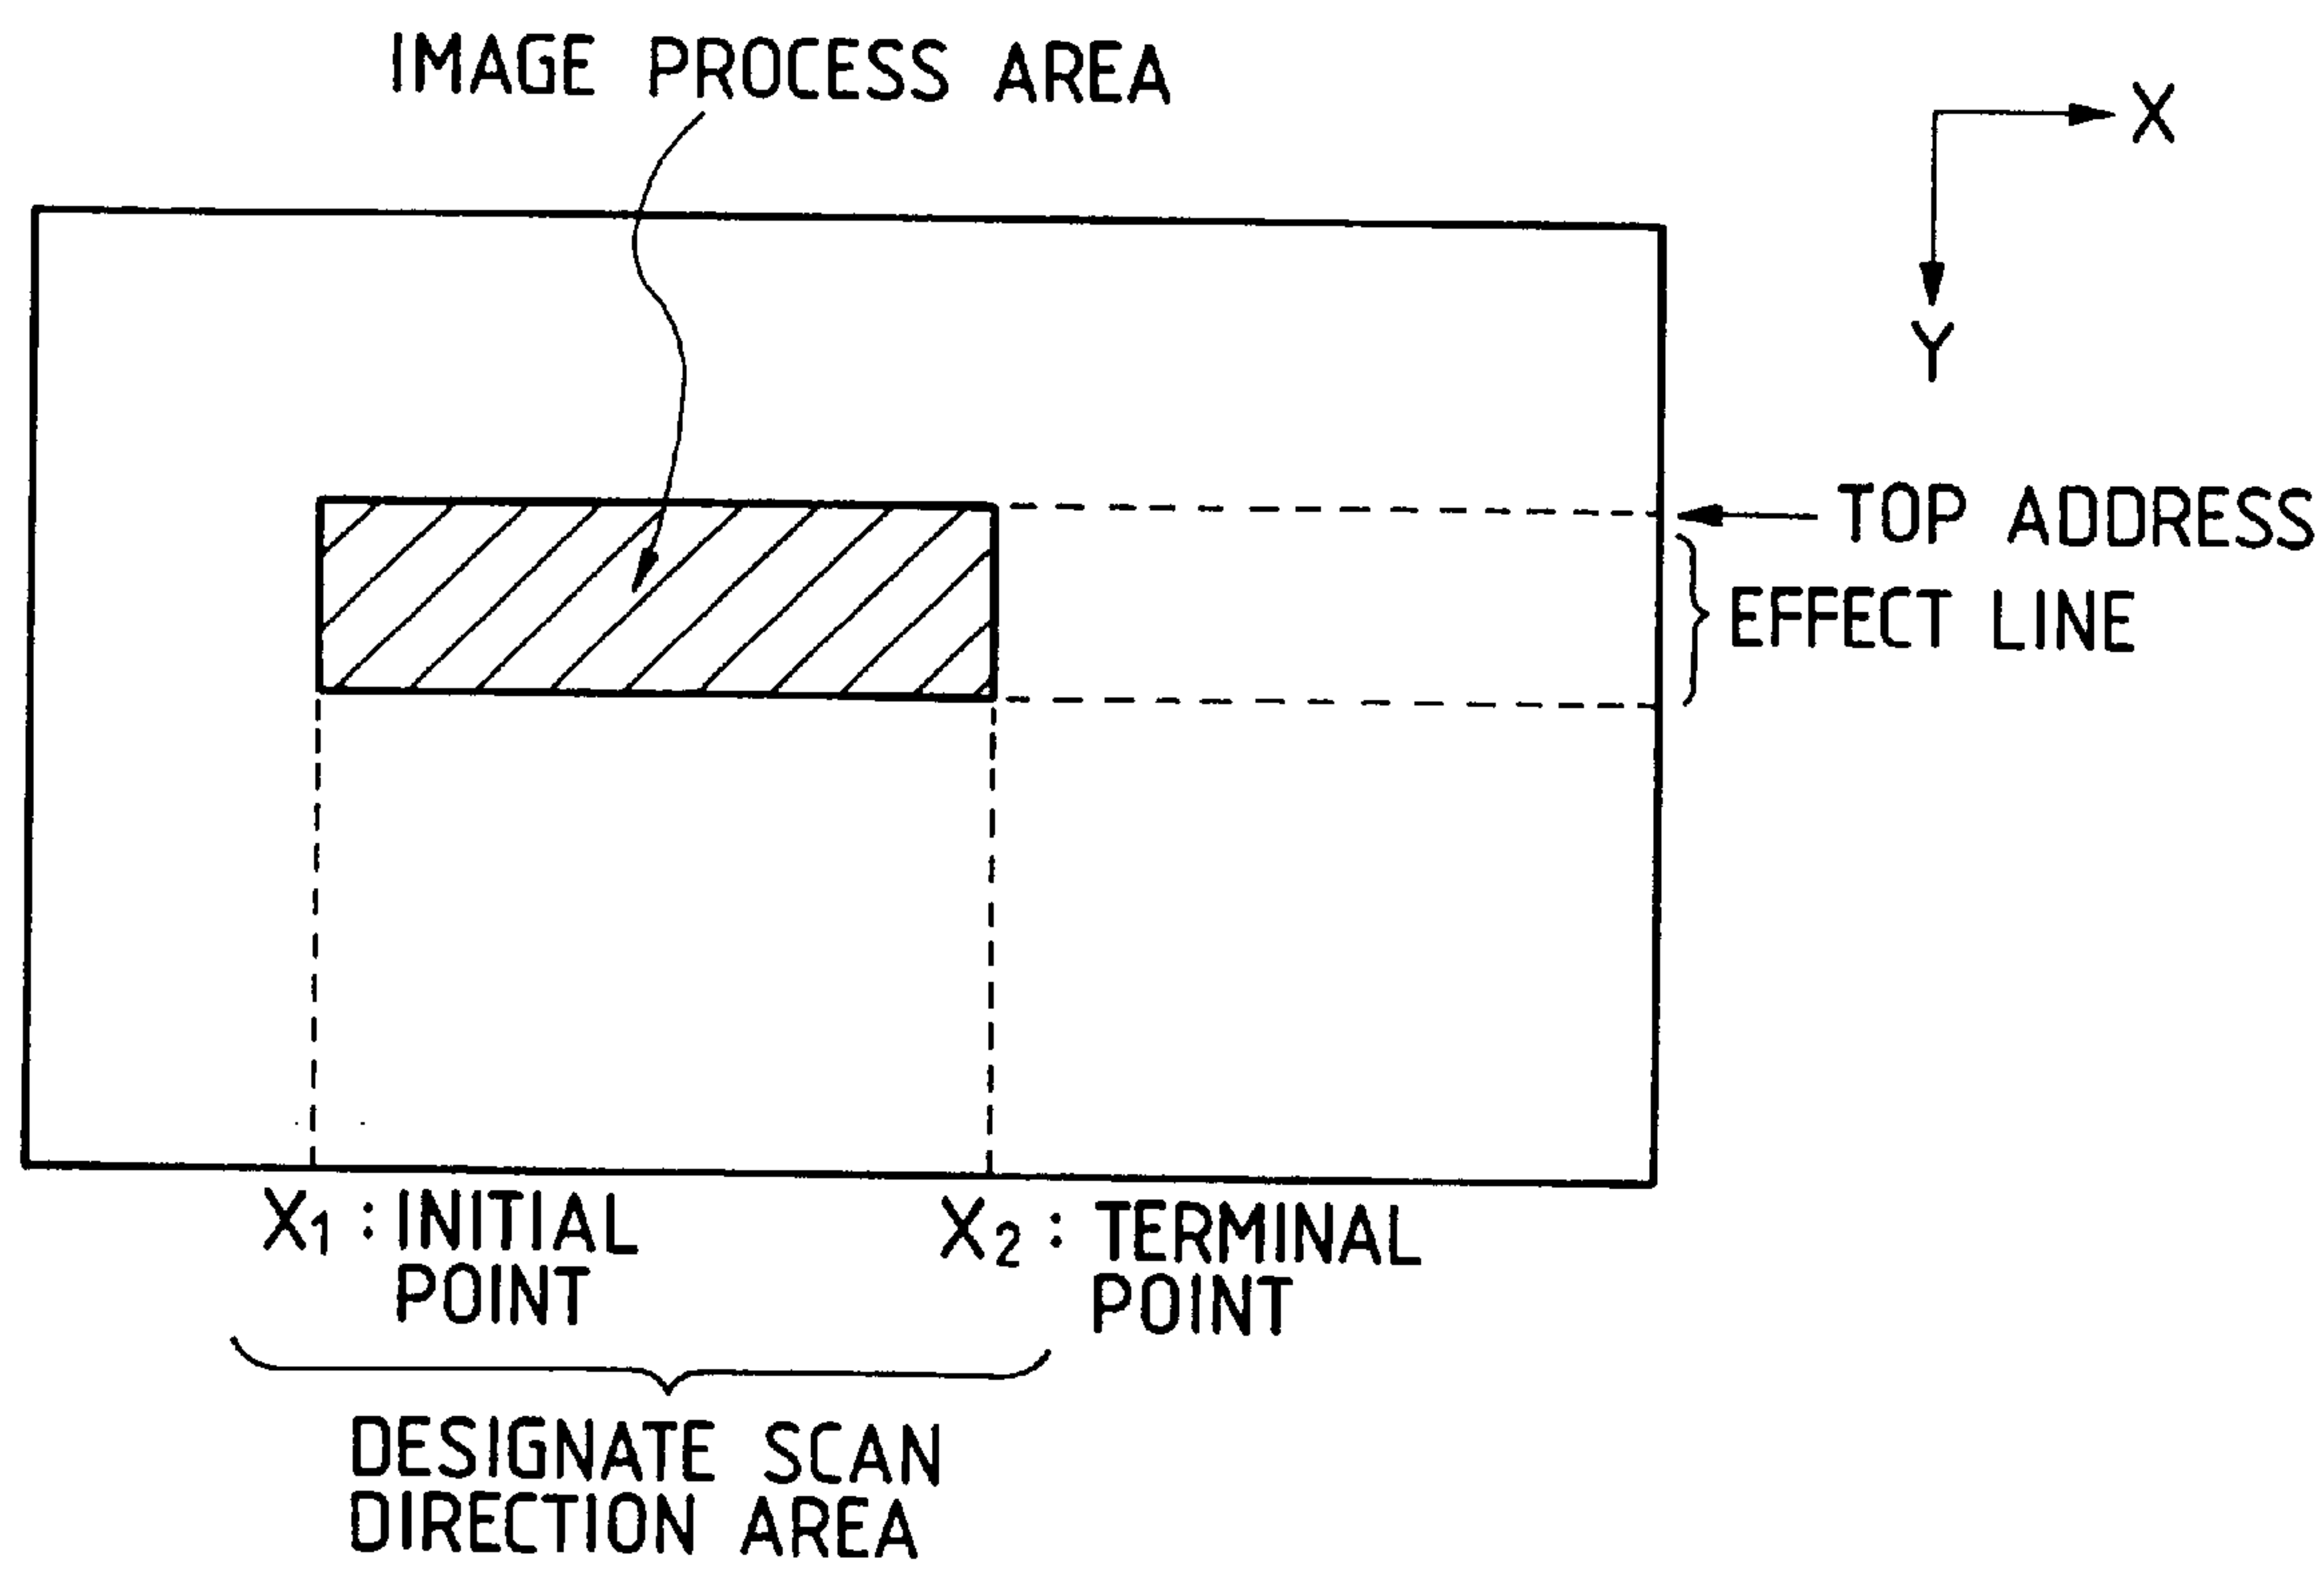 IMAGE PROCESS AREA
X
Y
TOP ADDRESS
EFFECT LINE
X1 : INITIAL
POINT
X2 : TERMINAL
POINT
DESIGNATE SCAN
DIRECTION AREA